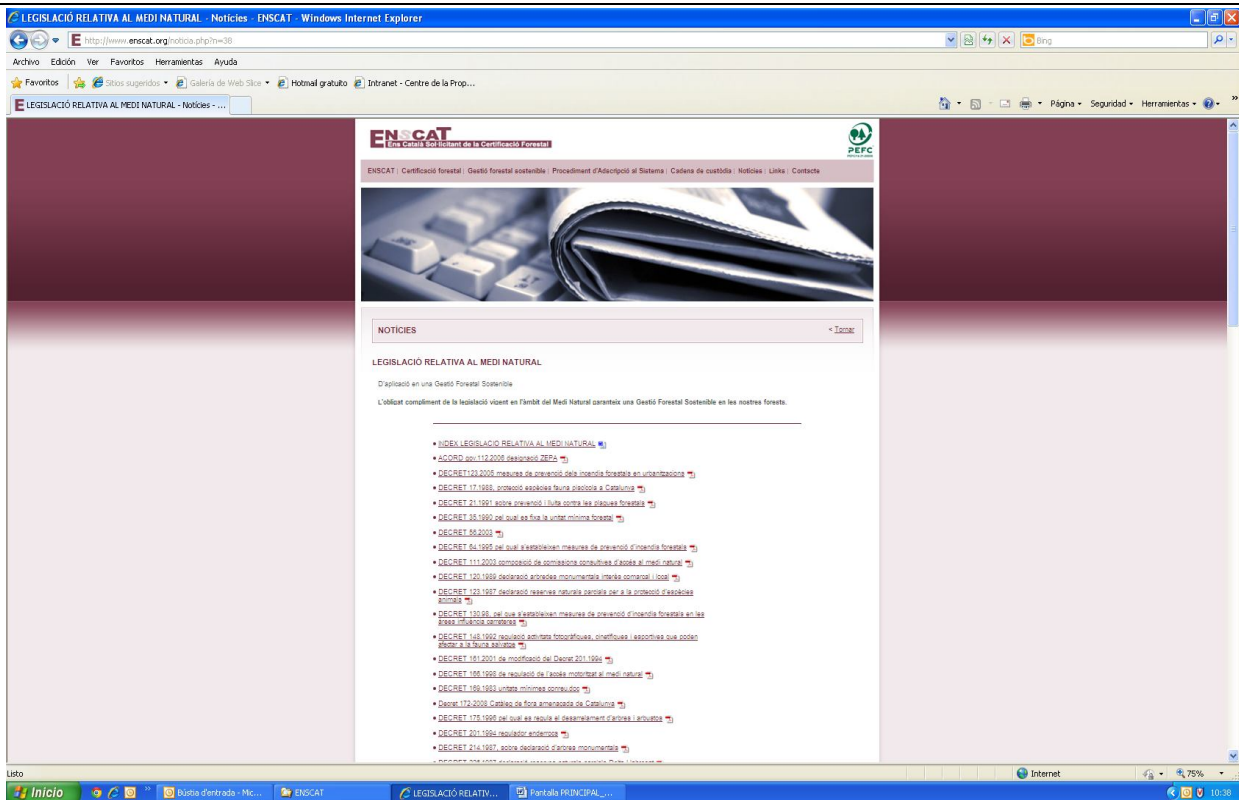 LEGISLACIÓ RELATIVA AL MEDI NATURAL - Notícies - ENSCAT - Windows Internet Explorer
http://www.enscat.org/noticia.php?n=38
Bing
Archivo Edición Ver Favoritos Herramientas Ayuda
Favoritos Sitios sugeridos Galería de Web Slice Hotmail gratuito Intranet - Centre de la Prop...
LEGISLACIÓ RELATIVA AL MEDI NATURAL - Notícies - ...
Página Seguridad Herramientas
ENSCAT
Ens Català Sol·licitant de la Certificació Forestal
PEFC
ENSCAT | Certificació forestal | Gestió forestal sostenible | Procediment d'Adscripció al Sistema | Cadena de custòdia | Notícies | Links | Contacte
NOTÍCIES
< Tornar
LEGISLACIÓ RELATIVA AL MEDI NATURAL
D'aplicació en una Gestió Forestal Sostenible
L'obligat compliment de la legislació vigent en l'àmbit del Medi Natural garanteix una Gestió Forestal Sostenible en les nostres forests.
• INDEX LEGISLACIO RELATIVA AL MEDI NATURAL
• ACORD gov.112.2006 designació ZEPA
• DECRET123.2005 mesures de prevenció dels incendis forestals en urbanitzacions
• DECRET 17.1988, protecció espècies fauna piscícola a Catalunya
• DECRET 21.1991 sobre prevenció i lluita contra les plagues forestals
• DECRET 35.1990 pel qual es fixa la unitat mínima forestal
• DECRET 56.2003
• DECRET 64.1995 pel qual s'estableixen mesures de prevenció d'incendis forestals
• DECRET 111.2003 composició de comissions consultives d'accés al medi natural
• DECRET 120.1989 declaració arbredes monumentals interès comarcal i local
• DECRET 123.1987 declaració reserves naturals parcials per a la protecció d'espècies
animals
• DECRET 130.98, pel que s'estableixen mesures de prevenció d'incendis forestals en les
àrees influència carreteres
• DECRET 148.1992 regulació activitats fotogràfiques, cinetífiques i esportives que poden
afectar a la fauna salvatge
• DECRET 161.2001 de modificació del Decret 201.1994
• DECRET 166.1998 de regulació de l'accés motoritzat al medi natural
• DECRET 169.1983 unitats mínimes conreu.doc
• Decret 172-2008 Catàleg de flora amenaçada de Catalunya
• DECRET 175.1996 pel qual es regula el desarrelament d'arbres i arbustos
• DECRET 201.1994 regulador enderrocs
• DECRET 214.1987, sobre declaració d'arbres monumentals
Listo
Internet
75%
Inicio
Bústia d'entrada - Mic...
ENSCAT
LEGISLACIÓ RELATIV...
Pantalla PRINCIPAL_...
10:38